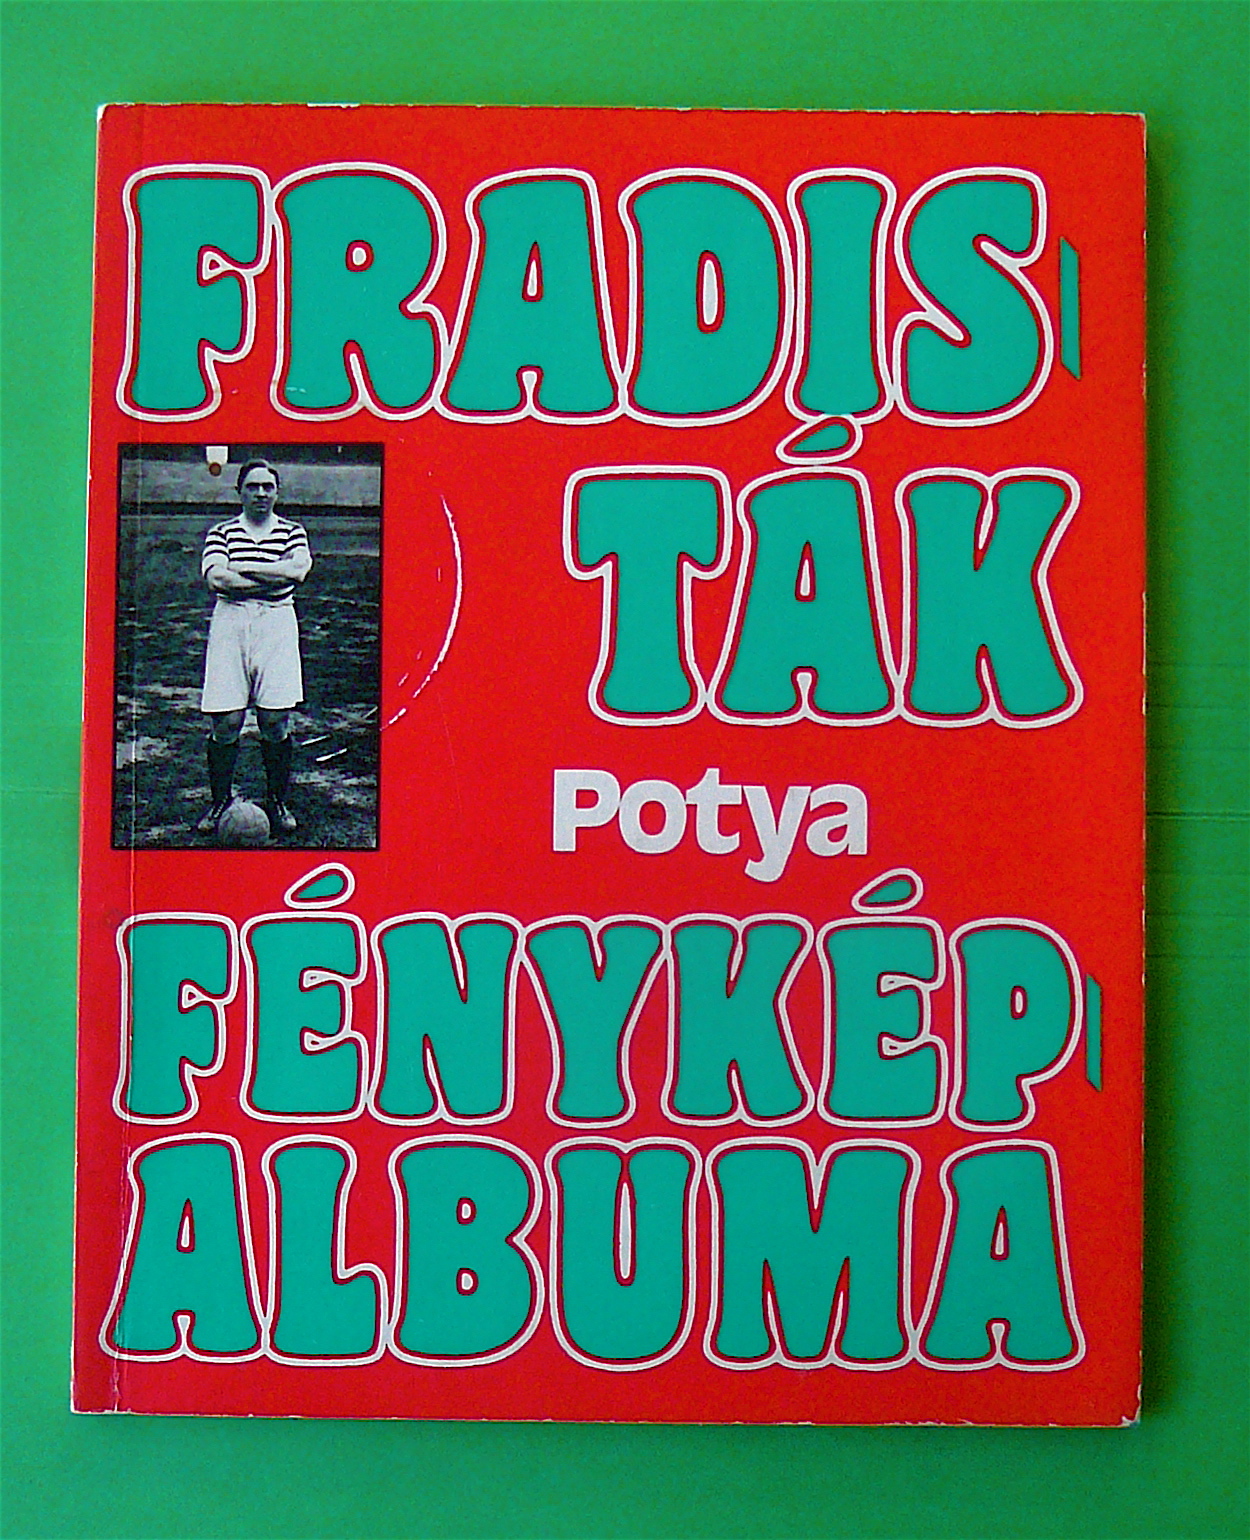 FRADIS-
TÁK
Potya
FÉNYKÉP-
ALBUMA